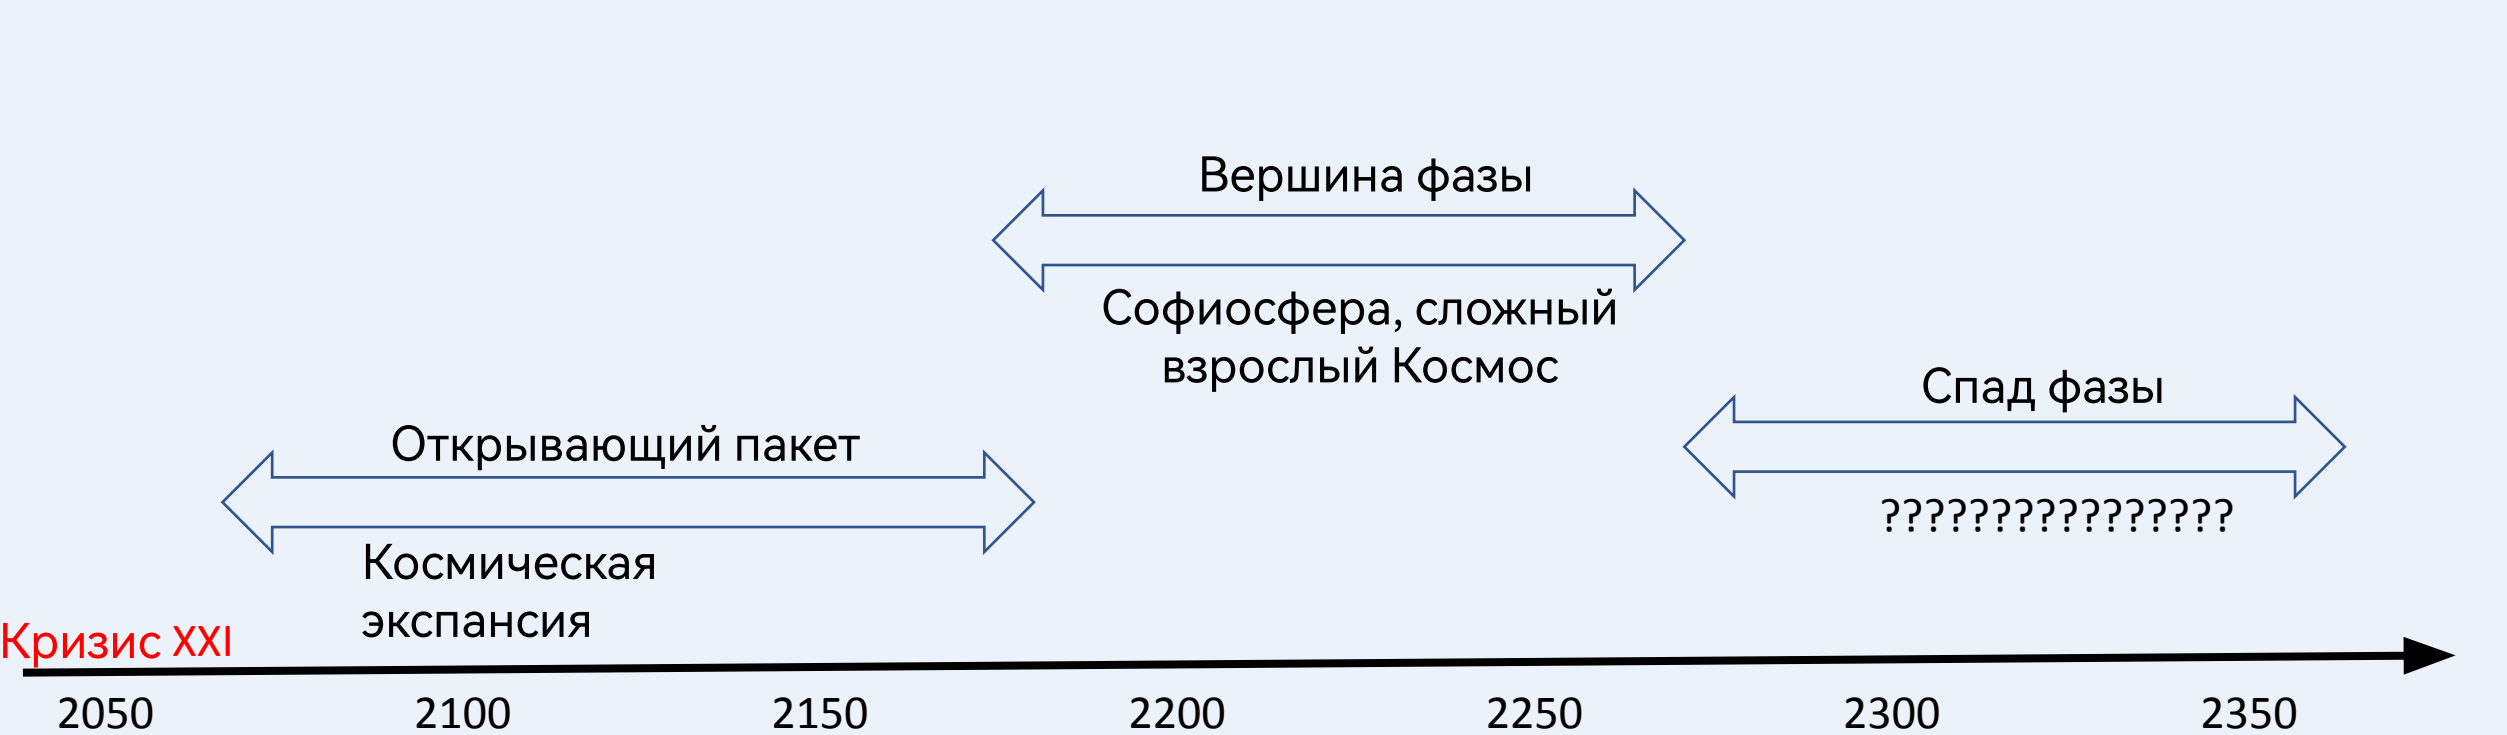 Вершина фазы
Софиосфера, сложный
взрослый Космос
Спад фазы
????????????????
Открывающий пакет
Космическая
экспансия
Кризис XXI
2050 2100 2150 2200 2250 2300 2350